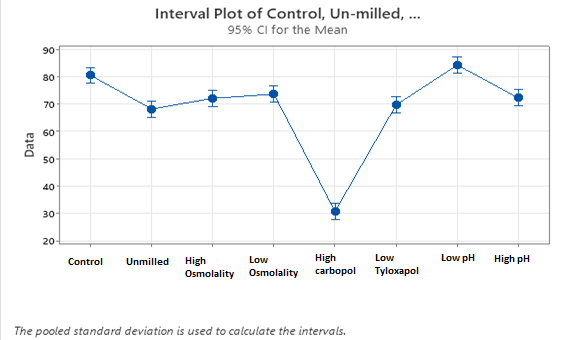 Interval Plot of Control, Un-milled, ...
95% CI for the Mean
90
80
70
60
50
40
30
20
Data
Control Unmilled High Osmolality Low Osmolality High carbopol Low Tyloxapol Low pH High pH
The pooled standard deviation is used to calculate the intervals.